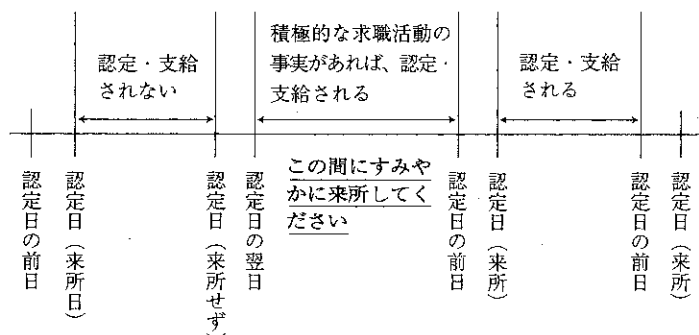 認定・支給
されない
積極的な求職活動の
事実があれば、認定・
支給される
認定・支給
される
この間にすみや
かに来所してく
ださい
認定日の前日
認定日（来所日）
認定日（来所せず）
認定日の翌日
認定日の前日
認定日（来所）
認定日の前日
認定日（来所）